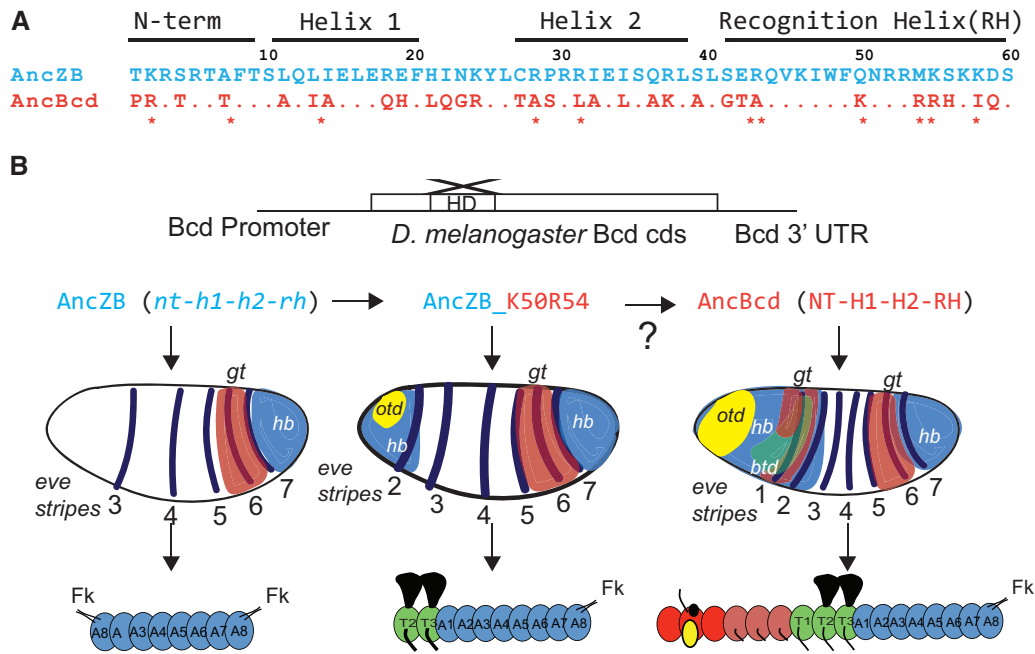 A
N-term Helix 1 Helix 2 Recognition Helix(RH)
10 20 30 40 50 60
AncZB TKRSRTAFTSLQLIELEREFHINKYLCRPRRIEISQRLSLSERQVKIWFQNRRMKSKKDS
AncBcd PR.T..T...A.IA...QH.LQGR..TAS.LA.L.AK.A.GTA......K...RRH.IQ.
* * * * * * * * * * *
B
HD
Bcd Promoter D. melanogaster Bcd cds Bcd 3' UTR
AncZB (nt-h1-h2-rh) AncZB_K50R54 AncBcd (NT-H1-H2-RH)
?
gt gt gt gt
otd otd
hb hb hb hb hb
btd
eve stripes 3 4 5 6 7
eve stripes 2 3 4 5 6 7
eve stripes 1 2 3 4 5 6 7
Fk Fk Fk Fk
A8 A A3 A4 A5 A6 A7 A8
T2 T3 A1 A2 A3 A4 A5 A6 A7 A8
T1 T2 T3 A1 A2 A3 A4 A5 A6 A7 A8